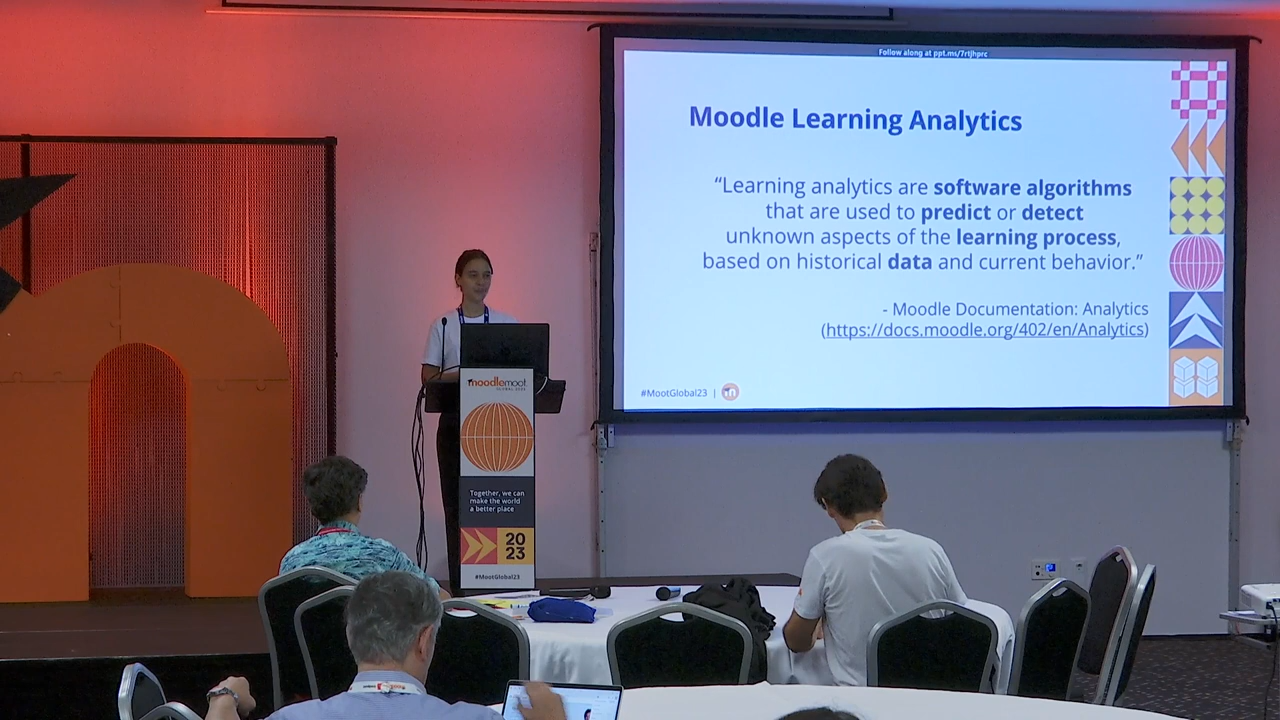 Follow along at ppt.ms/7rtjhprc
Moodle Learning Analytics
“Learning analytics are software algorithms
that are used to predict or detect
unknown aspects of the learning process,
based on historical data and current behavior.”
- Moodle Documentation: Analytics
(https://docs.moodle.org/402/en/Analytics)
#MootGlobal23 |
moodlemoot
GLOBAL 2023
Together, we can
make the world
a better place
20
23
#MootGlobal23